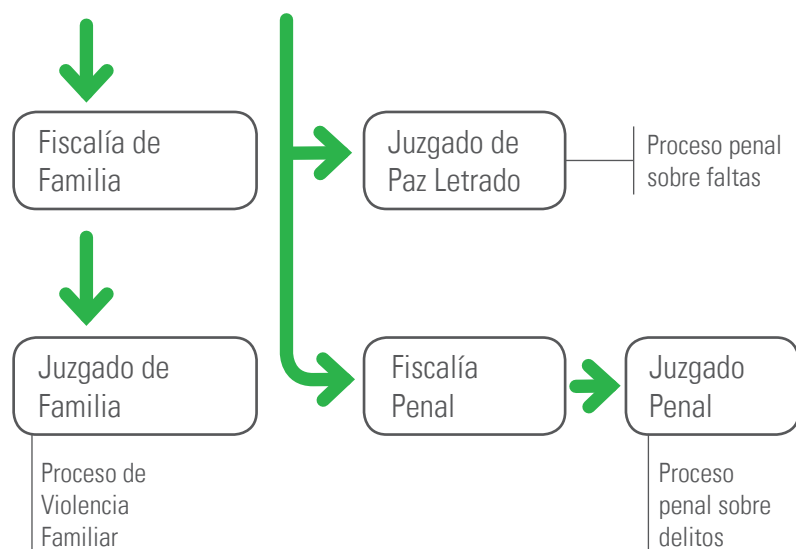 Fiscalía de
Familia
Juzgado de
Paz Letrado
Proceso penal
sobre faltas
Juzgado de
Familia
Fiscalía
Penal
Juzgado
Penal
Proceso de
Violencia
Familiar
Proceso
penal sobre
delitos